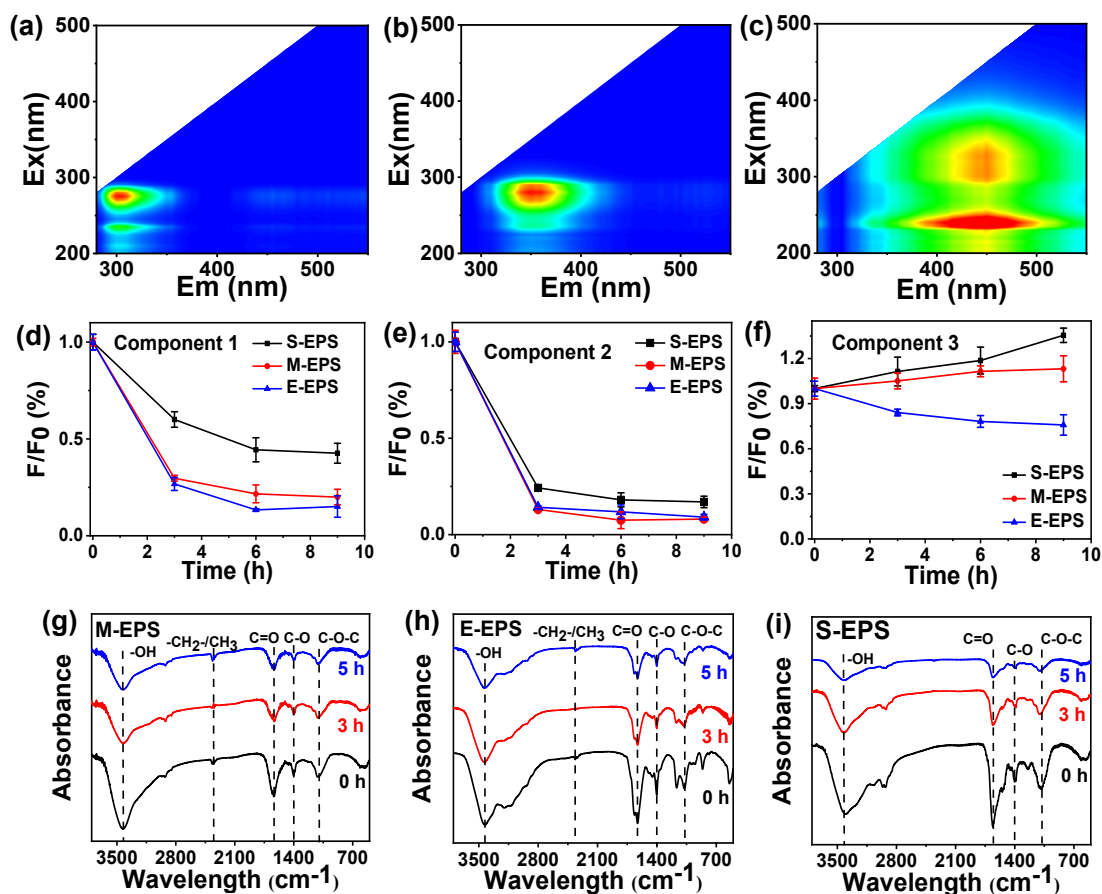 (a)
500
400
300
200
Ex(nm)
300 400 500
Em (nm)
(b)
500
400
300
200
Ex(nm)
300 400 500
Em (nm)
(c)
500
400
300
200
Ex(nm)
300 400 500
Em (nm)
(d)
Component 1
S-EPS
M-EPS
E-EPS
1.0
0.5
0.0
F/F0 (%)
0 2 4 6 8 10
Time (h)
(e)
Component 2
S-EPS
M-EPS
E-EPS
1.0
0.5
0.0
F/F0 (%)
0 2 4 6 8 10
Time (h)
(f)
Component 3
S-EPS
M-EPS
E-EPS
1.2
0.9
0.6
0.3
0.0
F/F0 (%)
0 2 4 6 8 10
Time (h)
(g)
M-EPS
-OH
-CH2-/CH3
C=O
C-O
C-O-C
5 h
3 h
0 h
Absorbance
3500 2800 2100 1400 700
Wavelength (cm-1)
(h)
E-EPS
-OH
-CH2-/CH3
C=O
C-O
C-O-C
5 h
3 h
0 h
Absorbance
3500 2800 2100 1400 700
Wavelength (cm-1)
(i)
S-EPS
-OH
C=O
C-O
C-O-C
5 h
3 h
0 h
Absorbance
3500 2800 2100 1400 700
Wavelength (cm-1)